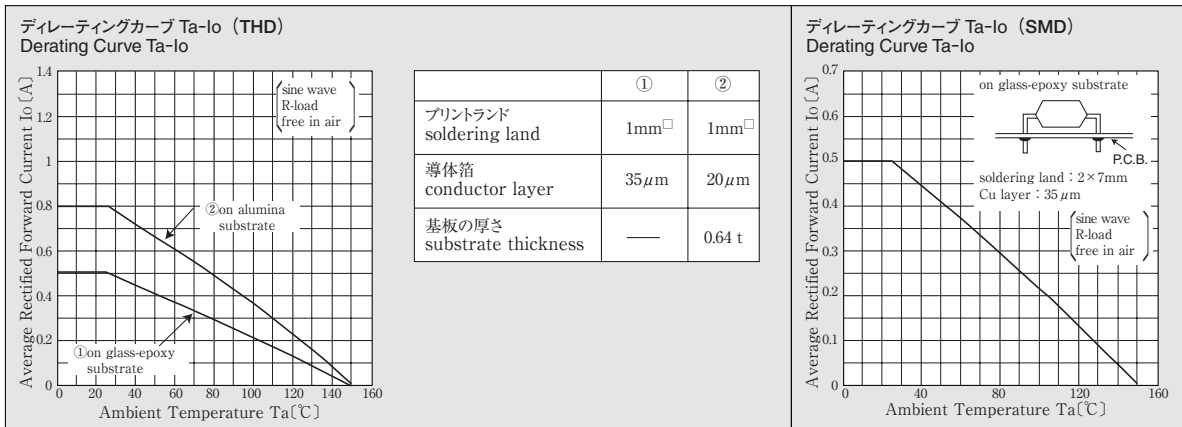 ディレーティングカーブ Ta-Io (THD)
Derating Curve Ta-Io
Average Rectified Forward Current Io〔A〕
1.4
1.2
1
0.8
0.6
0.4
0.2
0
sine wave
R-load
free in air
②on alumina
substrate
①on glass-epoxy
substrate
0 20 40 60 80 100 120 140 160
Ambient Temperature Ta〔℃〕
① ②
プリントランド
soldering land
1mm□ 1mm□
導体箔
conductor layer
35μm 20μm
基板の厚さ
substrate thickness
— 0.64 t
ディレーティングカーブ Ta-Io (SMD)
Derating Curve Ta-Io
Average Rectified Forward Current Io〔A〕
0.7
0.6
0.5
0.4
0.3
0.2
0.1
0
on glass-epoxy substrate
P.C.B.
soldering land : 2×7mm
Cu layer : 35μm
sine wave
R-load
free in air
0 40 80 120 160
Ambient Temperature Ta〔℃〕